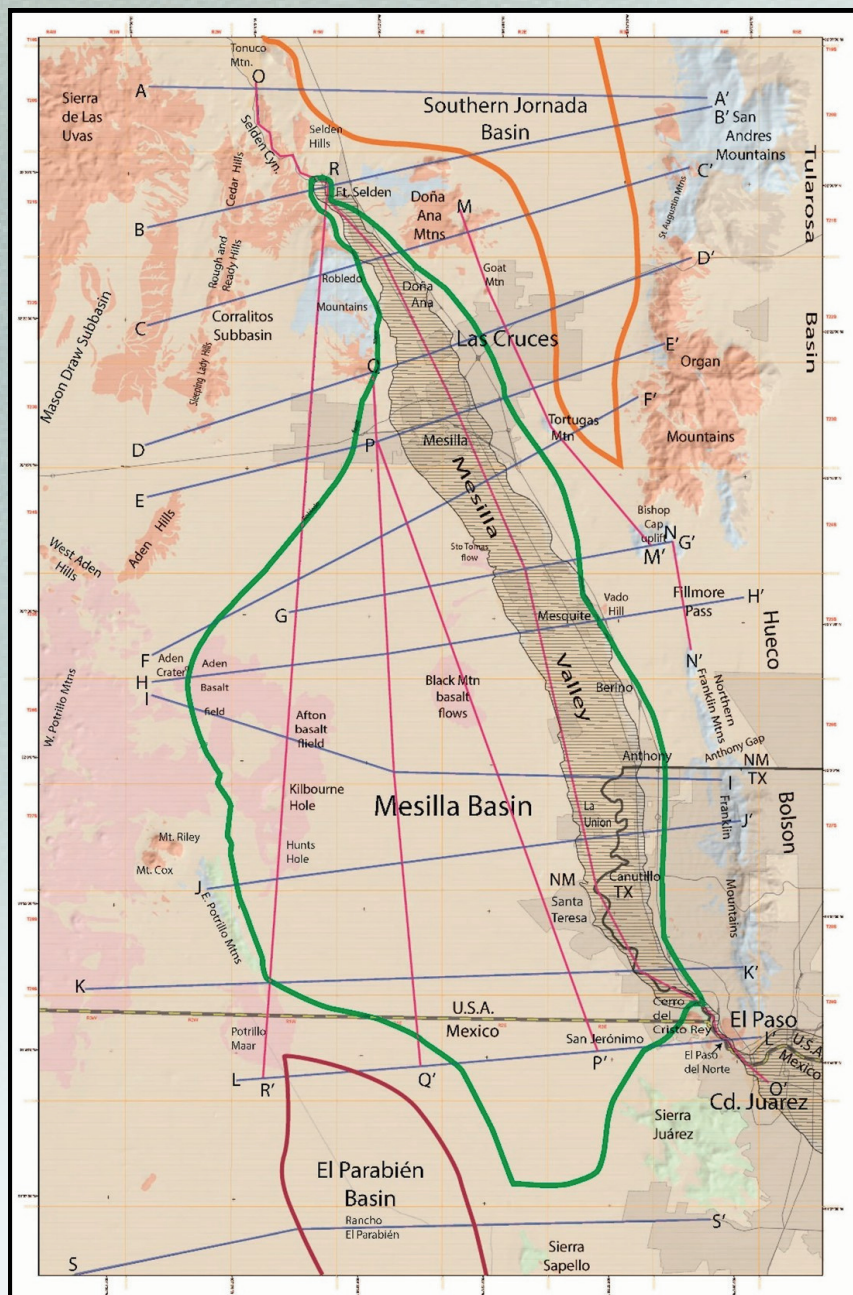 Tonuco
Mtn.
O
A
A'
Sierra
de Las
Uvas
Southern Jornada
Basin
B'
San
Andres
Mountains
Selden Cyn.
Selden
Hills
Tularosa
Basin
R
C'
Cedar Hills
Ft. Selden
St Augustin Mtns
Doña
Ana
Mtns
M
B
D'
Goat
Mtn
Rough and
Ready Hills
Robledo
Mountains
Doña
Ana
Corralitos
Subbasin
C
Mason Draw Subbasin
Las Cruces
E'
Organ
Mountains
Sleeping Lady Hlls
Q
F'
Tortugas
Mtn
D
P
Mesilla
Mesilla
Valley
E
Aden Hills
West Aden
Hills
Bishop
Cap
uplift
N
G'
M'
Sto Tomas
flow
G
Vado
Hill
Fillmore
Pass
H'
Mesquite
Hueco
Bolson
F
Aden
Crater
H
I
Aden
Basalt
field
N'
W. Potrillo Mtns
Black Mtn
basalt
flows
Berino
Northern
Franklin Mtns
Afton
basalt
flield
Anthony
Anthony Gap
NM
TX
I
Kilbourne
Hole
Mesilla Basin
La
Union
Franklin
Mountains
J'
Mt. Riley
Hunts
Hole
Mt. Cox
J
E. Potrillo Mtns
NM
TX
Canutillo
Santa
Teresa
K
K'
U.S.A.
Mexico
Cerro
del
Cristo Rey
El Paso
Potrillo
Maar
San Jerónimo
L'
U.S.A
Mexico
El Paso
del Norte
L
R'
Q'
P'
O'
Cd. Juárez
Sierra
Juárez
El Parabién
Basin
Rancho
El Parabién
S'
S
Sierra
Sapello